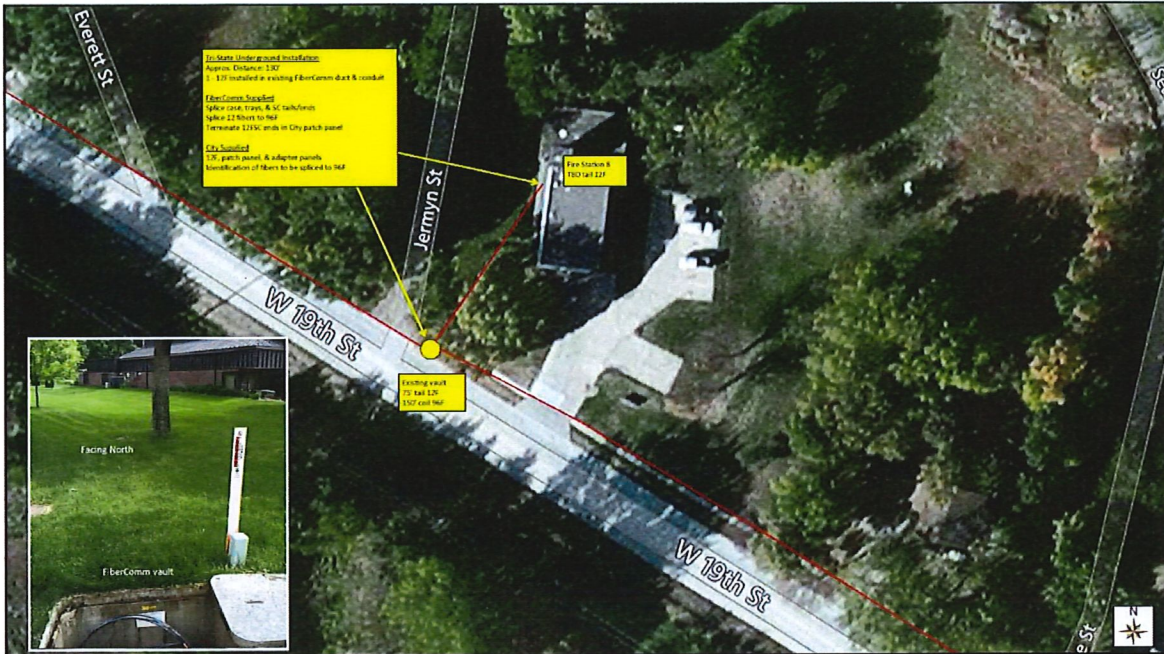 Everett St
Tri-State Underground Installation
Approx. Distance: 130'
1 - 12F installed in existing FiberComm duct & conduit
FiberComm Supplied
Splice case, trays, & SC tails/ends
Splice 12 fibers to 96F
Terminate 12FSC ends in City patch panel
City Supplied
12F, patch panel, & adapter panels
Identification of fibers to be spliced to 96F
Jermyn St
Fire Station 6
TBD tail 12F
W 19th St
Existing vault
75' tail 12F
150' coil 96F
Facing North
FiberComm vault
W 19th St
e St
N